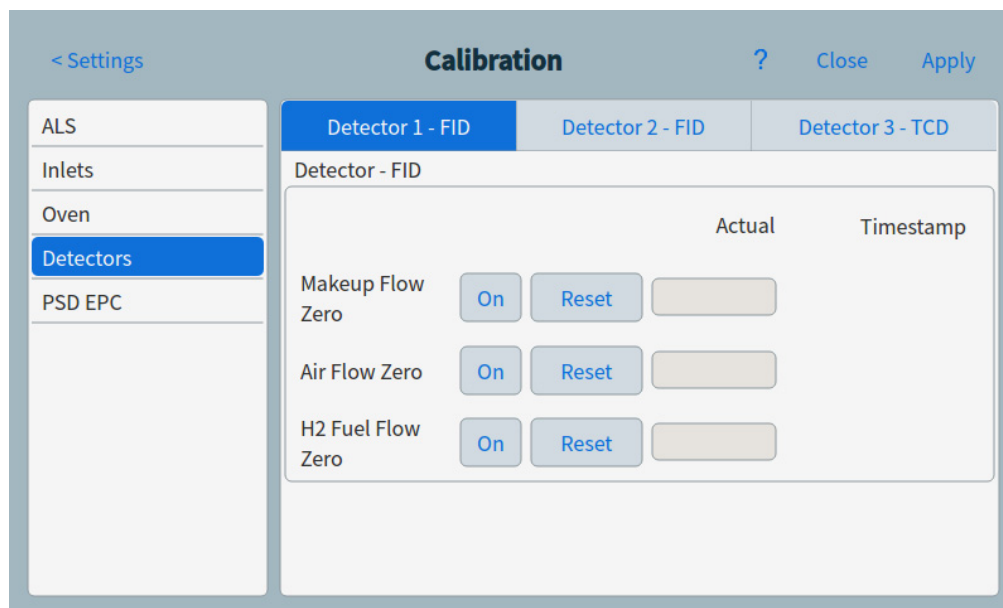 < Settings
Calibration
?
Close
Apply
ALS
Inlets
Oven
Detectors
PSD EPC
Detector 1 - FID
Detector 2 - FID
Detector 3 - TCD
Detector - FID
Actual
Timestamp
Makeup Flow
Zero
On
Reset
Air Flow Zero
On
Reset
H2 Fuel Flow
Zero
On
Reset